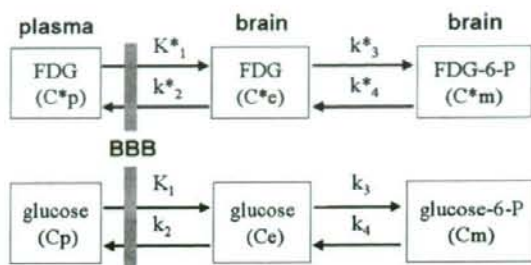 plasma brain brain
K*₁ k*₃
FDG FDG FDG-6-P
(C*p) (C*e) (C*m)
k*₂ k*₄
BBB
K₁ k₃
glucose glucose glucose-6-P
(Cp) (Ce) (Cm)
k₂ k₄